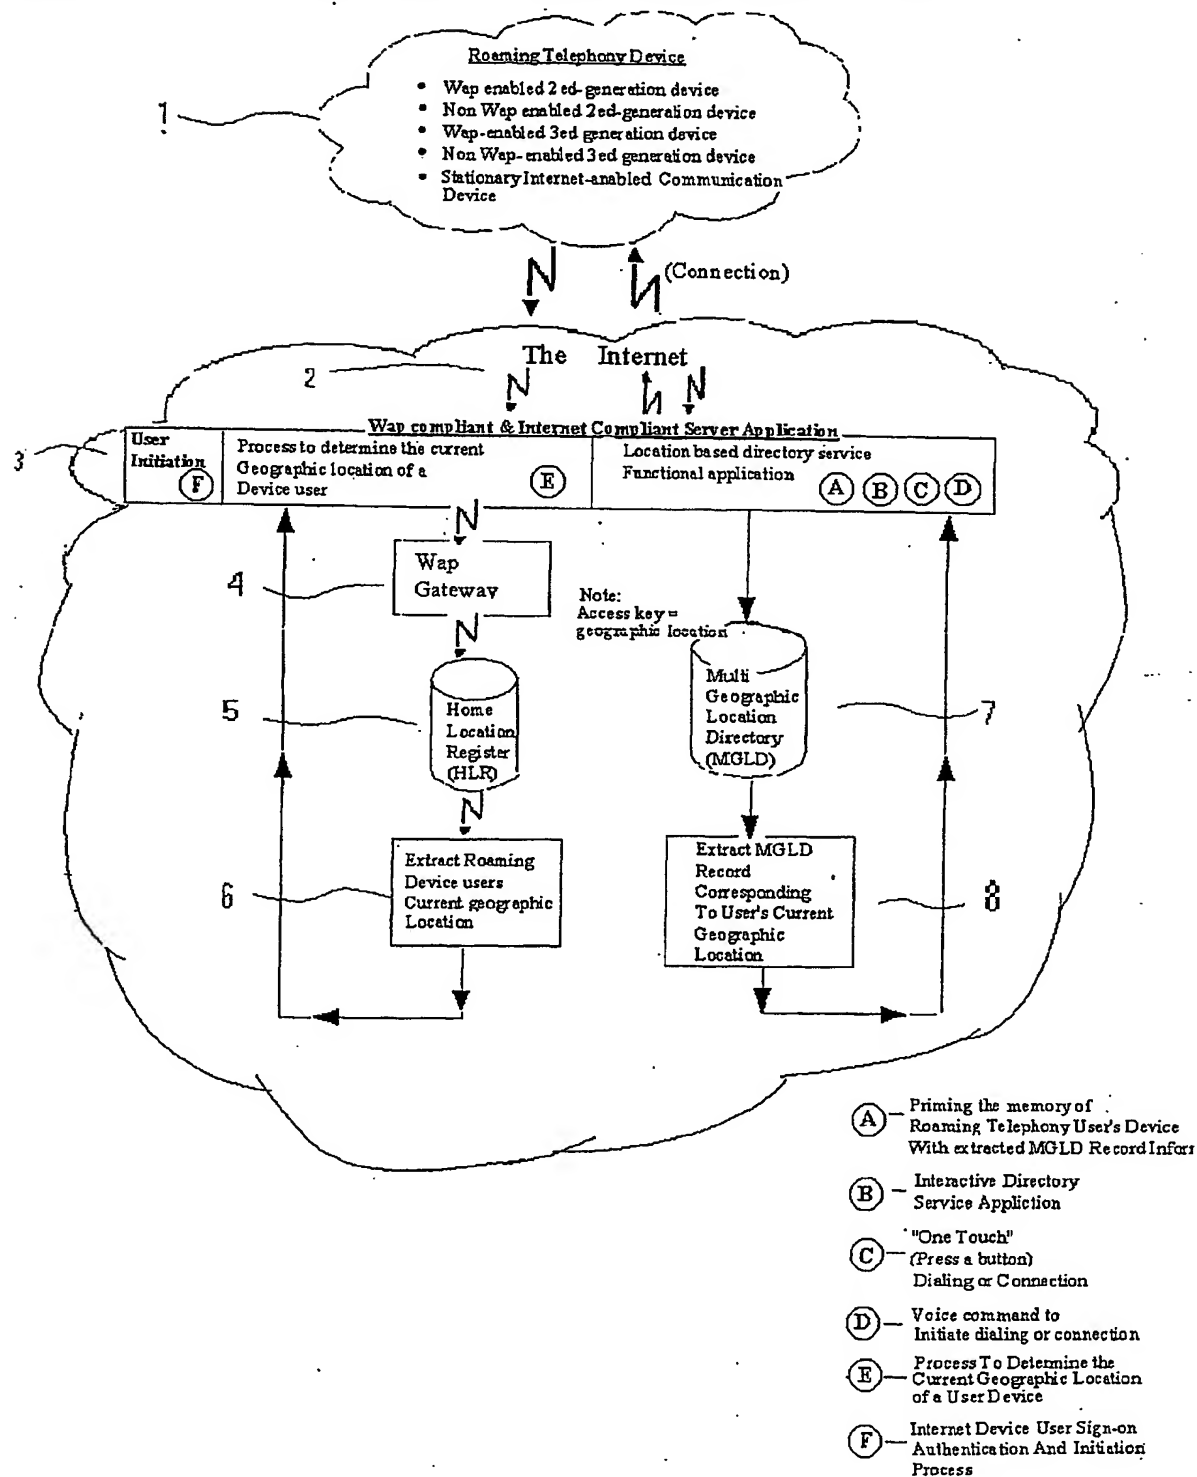 Roaming Telephony Device
• Wap enabled 2 ed-generation device
• Non Wap enabled 2ed-generation device
• Wap-enabled 3ed generation device
• Non Wap-enabled 3ed generation device
• Stationary Internet-anabled Communication
Device
1
(Connection)
The Internet
2
Wap compliant & Internet Compliant Server Application
3
User
Initiation
F
Process to determine the current
Geographic location of a
Device user
E
Location based directory service
Functional application
A B C D
4
Wap
Gateway
Note:
Access key=
geographic location
5
Home
Location
Register
(HLR)
Multi
Geographic
Location
Directory
(MGLD)
7
6
Extract Roaming
Device users
Current geographic
Location
Extract MGLD
Record
Corresponding
To User's Current
Geographic
Location
8
A Priming the memory of
Roaming Telephony User's Device
With extracted MGLD Record Infor
B Interactive Directory
Service Appliction
C "One Touch"
(Press a button)
Dialing or Connection
D Voice command to
Initiate dialing or connection
E Process To Determine the
Current Geographic Location
of a User Device
F Internet Device User Sign-on
Authentication And Initiation
Process